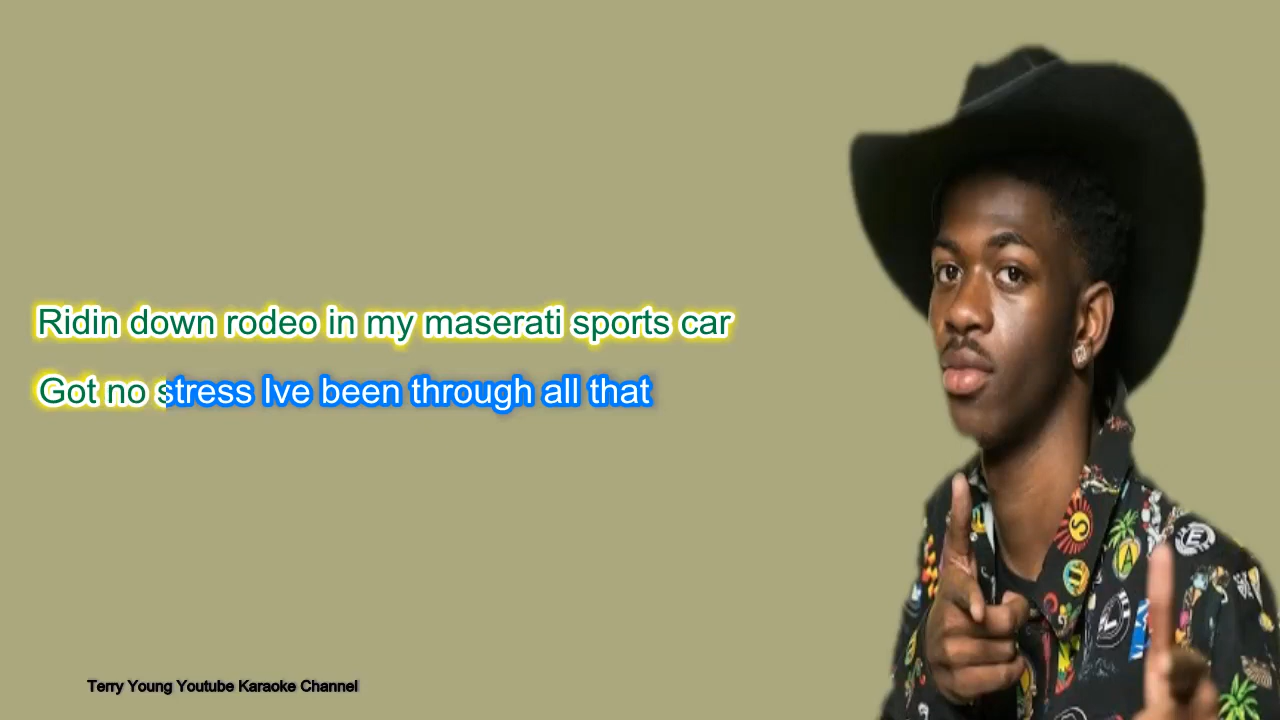 Ridin down rodeo in my maserati sports car
Got no stress Ive been through all that
Terry Young Youtube Karaoke Channel